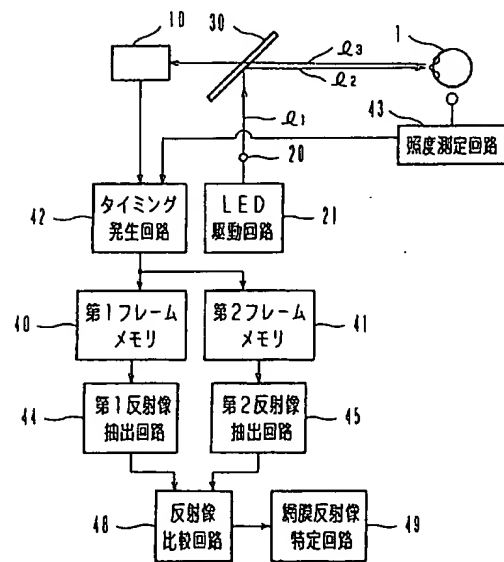 10
30
1
ℓ3
ℓ2
43
ℓ1
照度測定回路
20
42
タイミング
発生回路
LED
駆動回路
21
40
第1フレーム
メモリ
第2フレーム
メモリ
41
44
第1反射像
抽出回路
第2反射像
抽出回路
45
48
反射像
比較回路
網膜反射像
特定回路
49